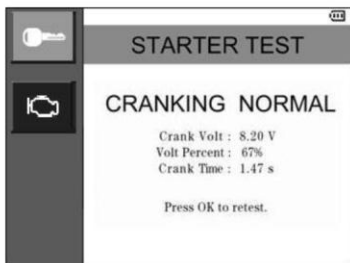 STARTER TEST
CRANKING NORMAL
Crank Volt : 8.20 V
Volt Percent : 67%
Crank Time : 1.47 s
Press OK to retest.